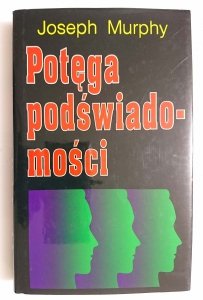 Joseph Murphy
Potęga
podświado-
mości